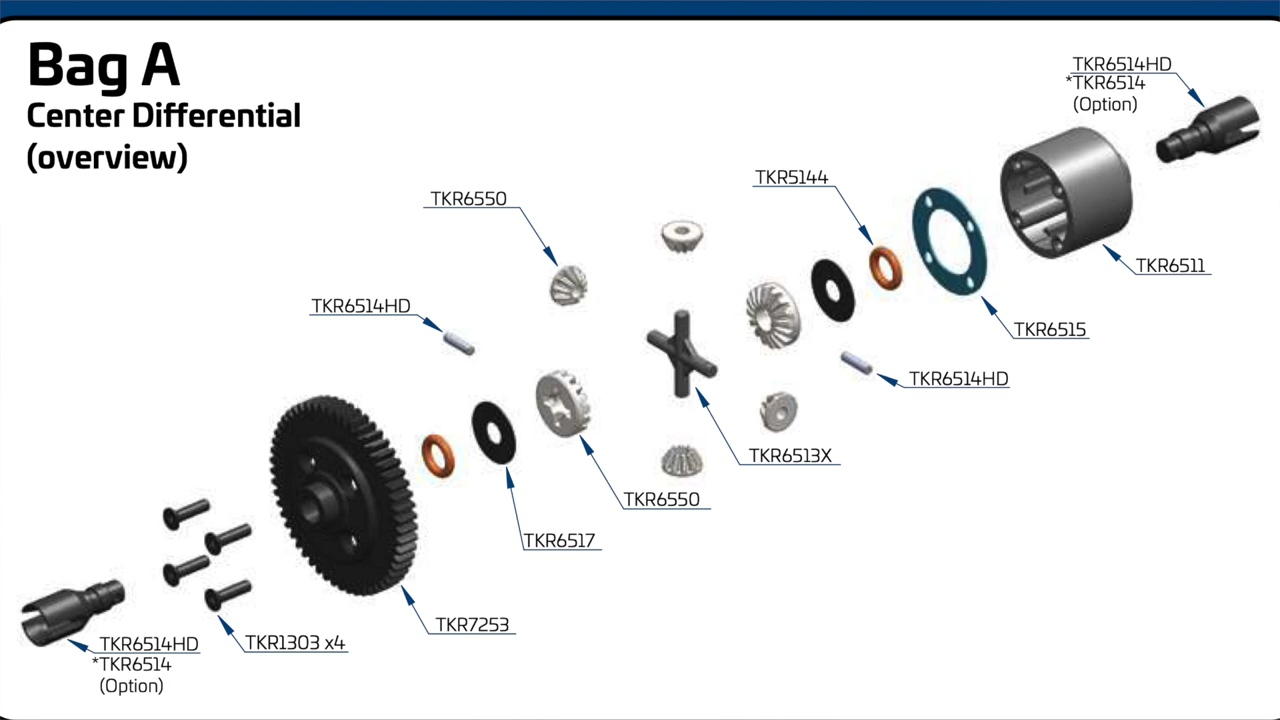 Bag A
Center Differential
(overview)
TKR6514HD
*TKR6514
(Option)
TKR5144
TKR6550
TKR6511
TKR6514HD
TKR6515
TKR6514HD
TKR6513X
TKR6550
TKR6517
TKR7253
TKR1303 x4
TKR6514HD
*TKR6514
(Option)